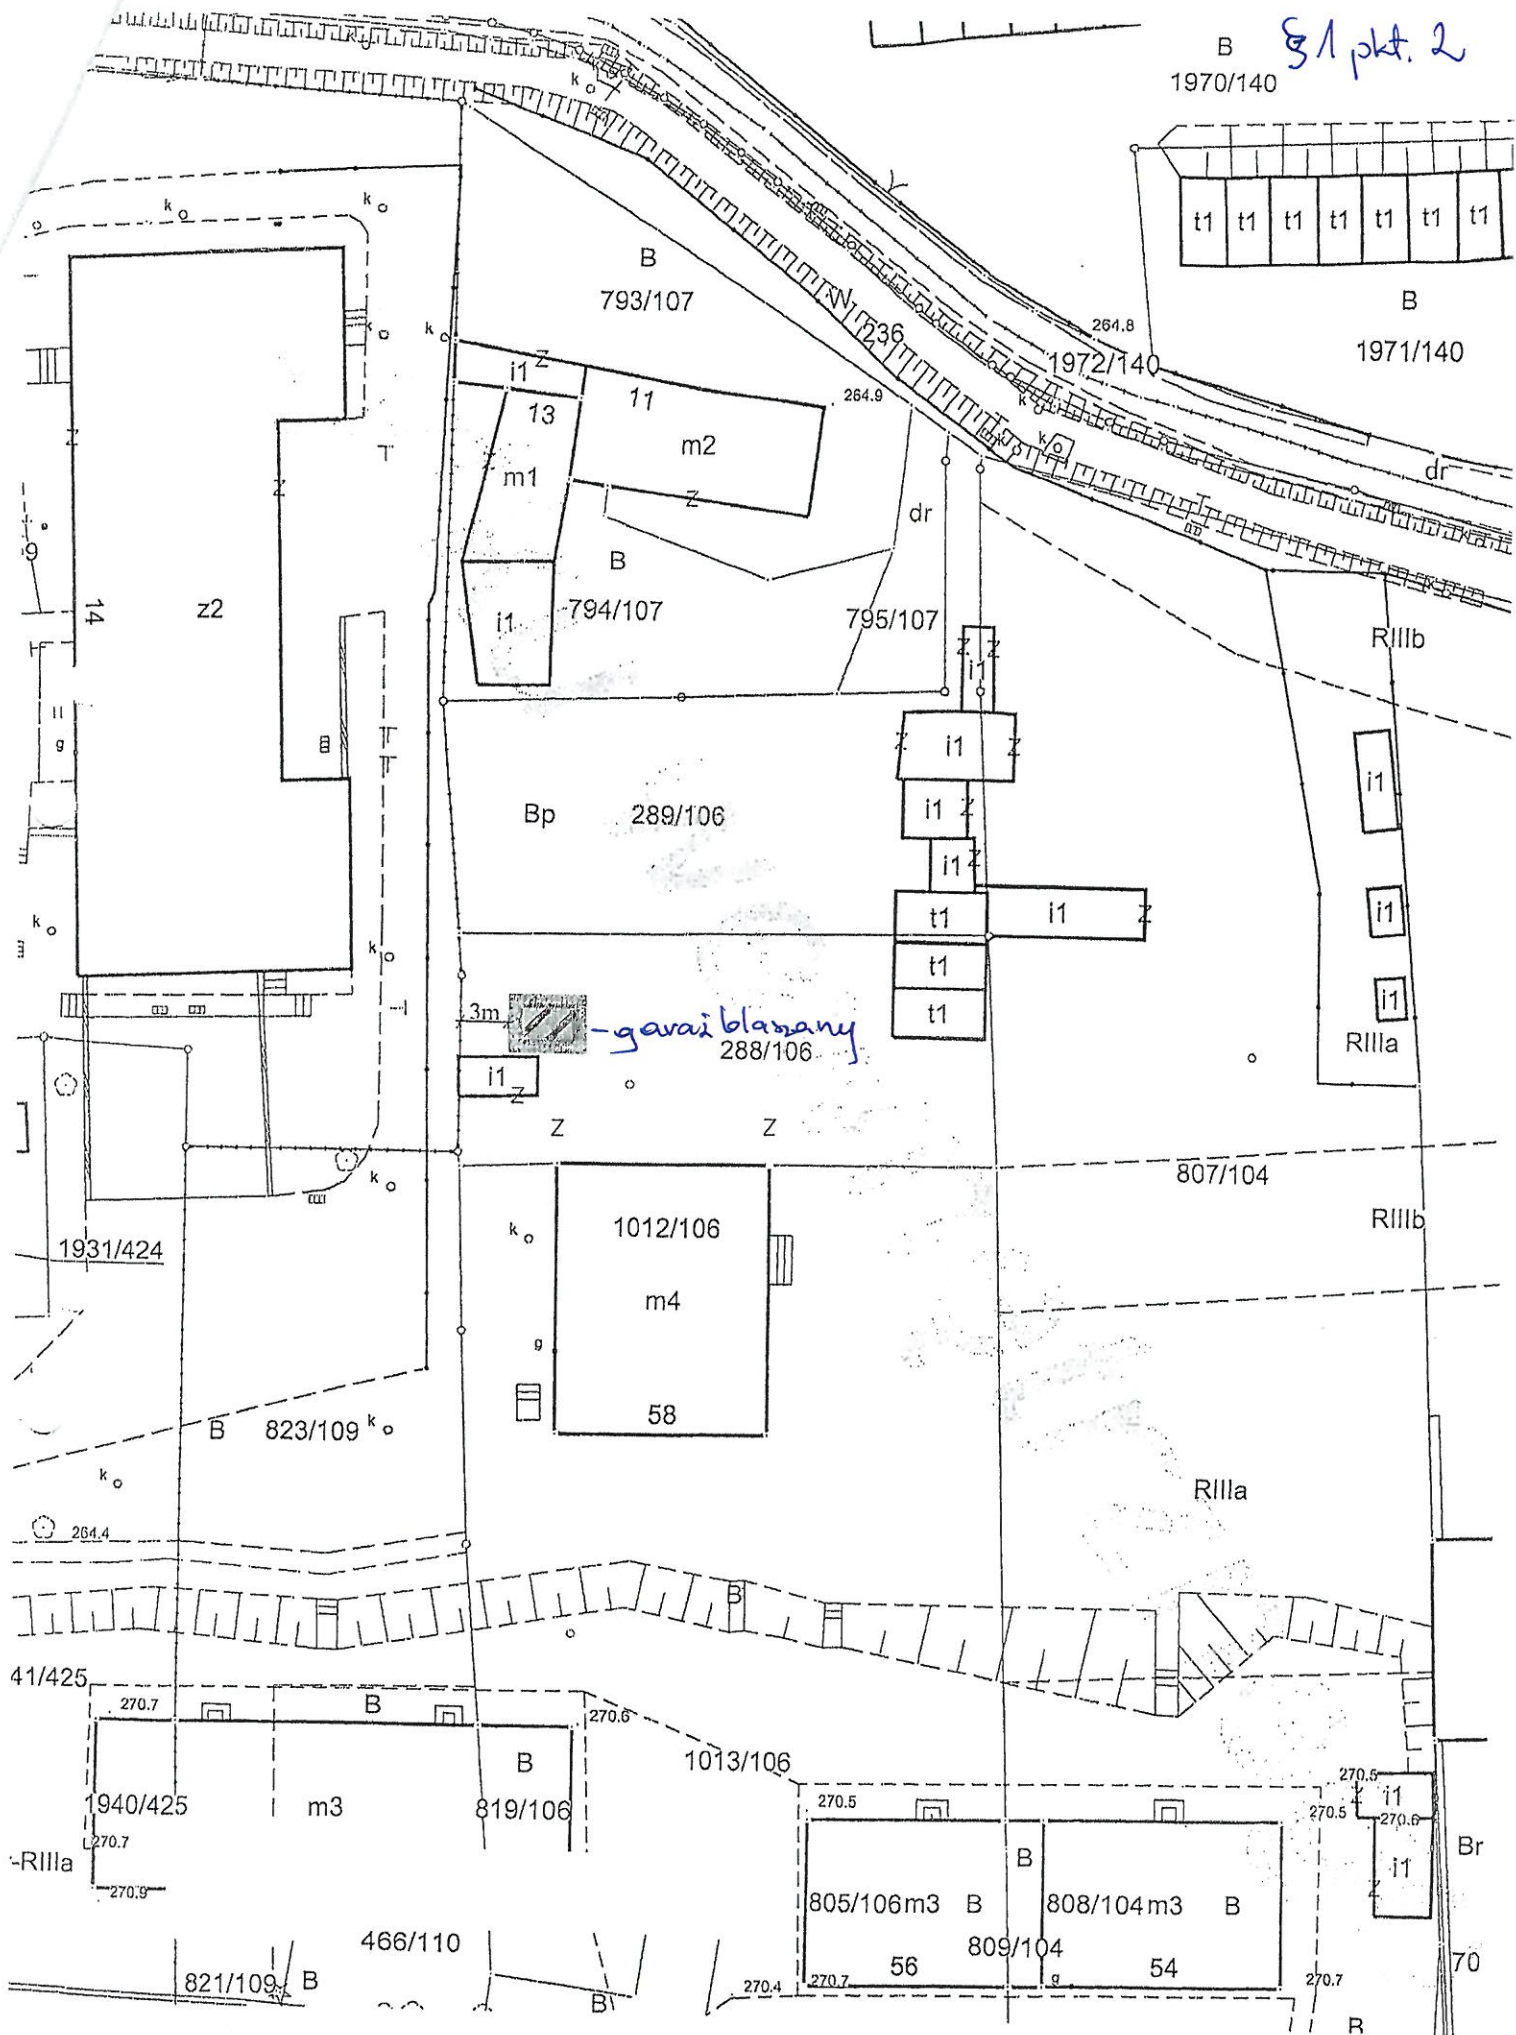 B
§1 pkt. 2
1970/140
k
k
k
t1 t1 t1 t1 t1 t1 t1
B
793/107
B
1971/140
W
236
264.8
1972/140
k
k
k
Z
i1
13
11
264.9
m2
m1
Z
Z
Z
T
k
k
dr
dr
9
14
z2
B
794/107
i1
795/107
RIIIb
Z
Z
i1
g
Z
i1
Z
i1
Bp
289/106
i1
Z
i1
Z
t1
i1
Z
i1
k
k
t1
i1
3m
t1
-garaż blaszany
288/106
RIIIa
i1
Z
Z
Z
807/104
k
1012/106
k
RIIIb
1931/424
m4
g
58
B
823/109
k
k
RIIIa
264.4
B
41/425
270.7
B
270.6
B
1013/106
270.5
i1
Z
1940/425
m3
819/106
270.5
270.5
270.6
270.7
B
Br
-RIIIa
i1
Z
270.9
805/106
m3
B
808/104
m3
B
466/110
809/104
56
54
70
821/109
B
B
270.4
270.7
g
270.7
B